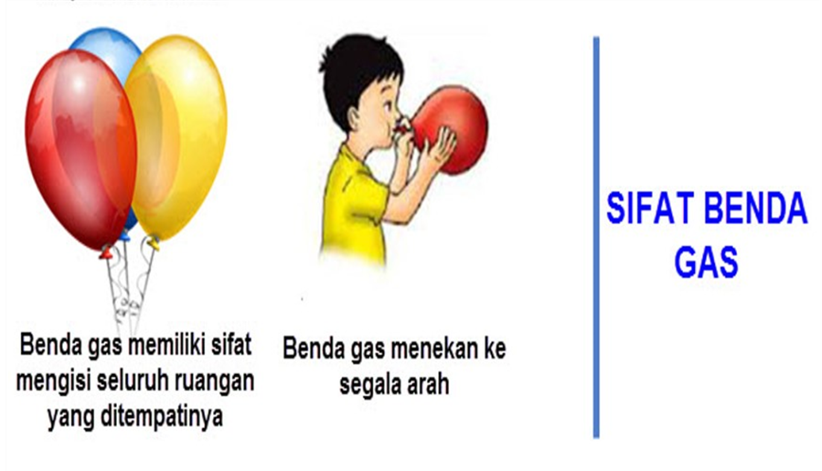 Benda gas memiliki sifat
mengisi seluruh ruangan
yang ditempatinya
Benda gas menekan ke
segala arah
SIFAT BENDA
GAS